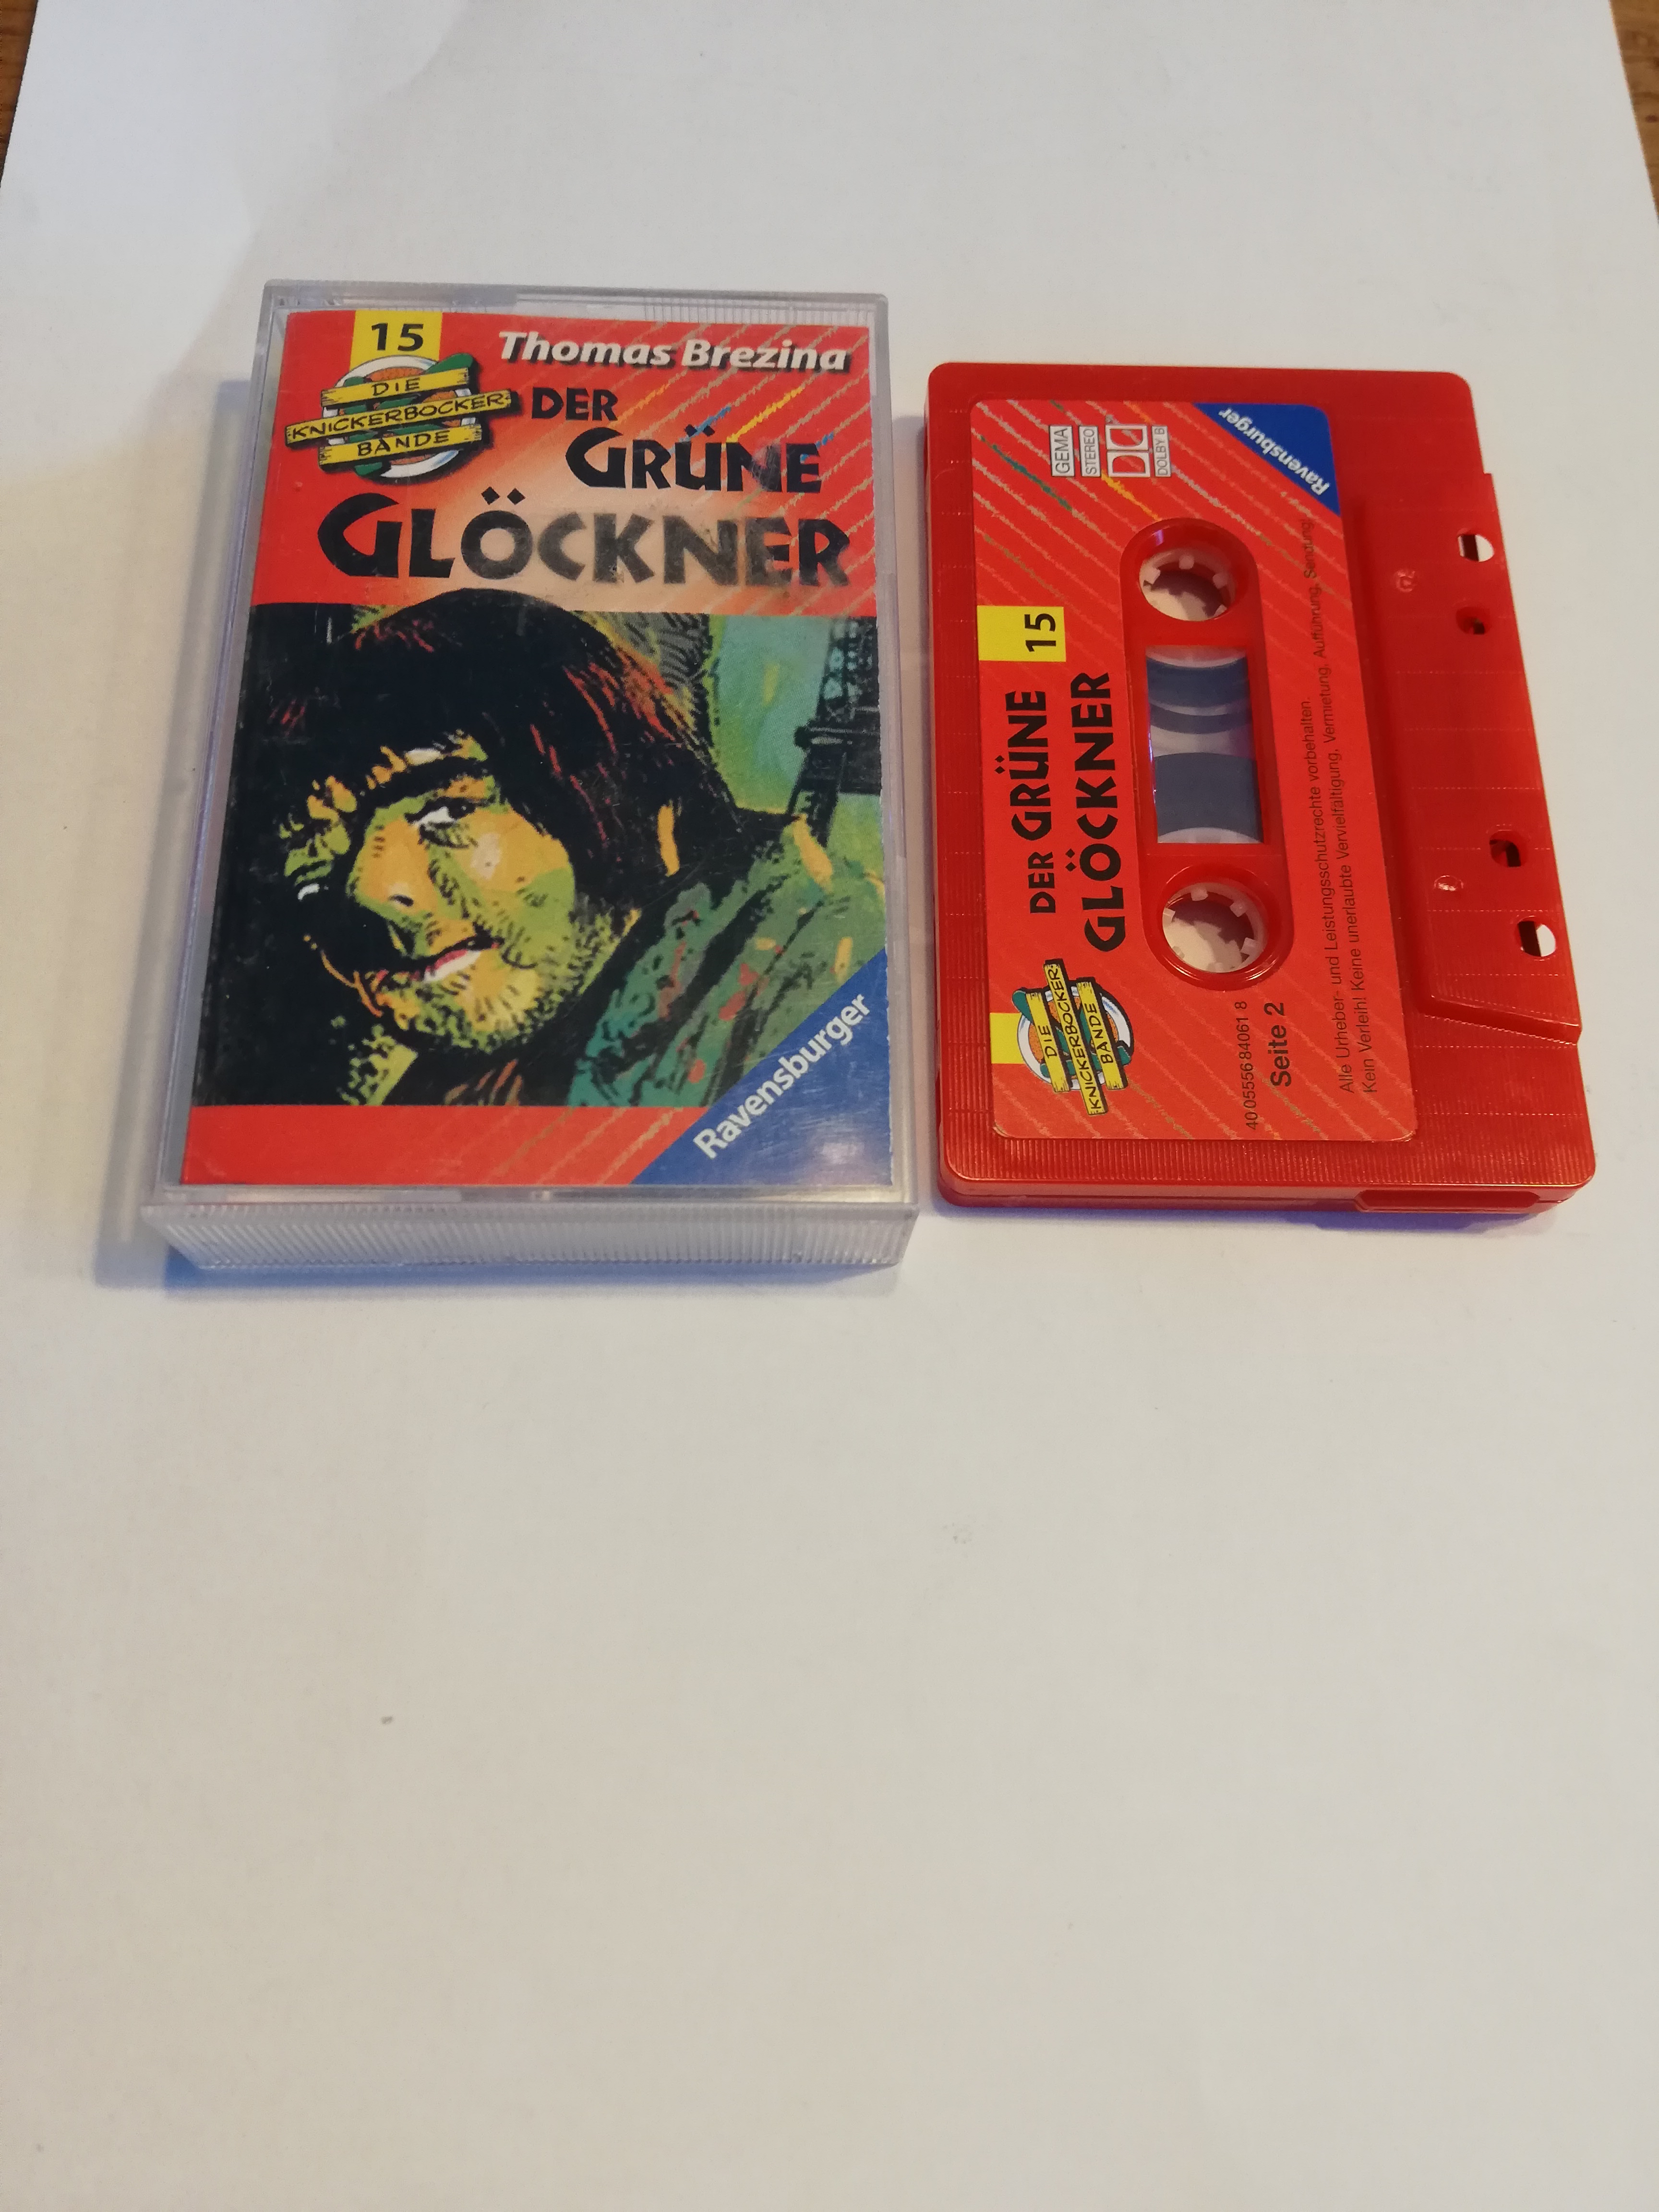 15
DIE
KNICKERBOCKER-
BANDE
Thomas Brezina
DER
GRÜNE
GLÖCKNER
Ravensburger
15
DIE
KNICKERBOCKER-
BANDE
DER GRÜNE
GLÖCKNER
GEMA
STEREO
DOLBY B
Ravensburger
40 05556 84061 8
Seite 2
Alle Urheber- und Leistungsschutzrechte vorbehalten.
Kein Verleih! Keine unerlaubte Vervielfältigung, Vermietung, Aufführung, Sendung!